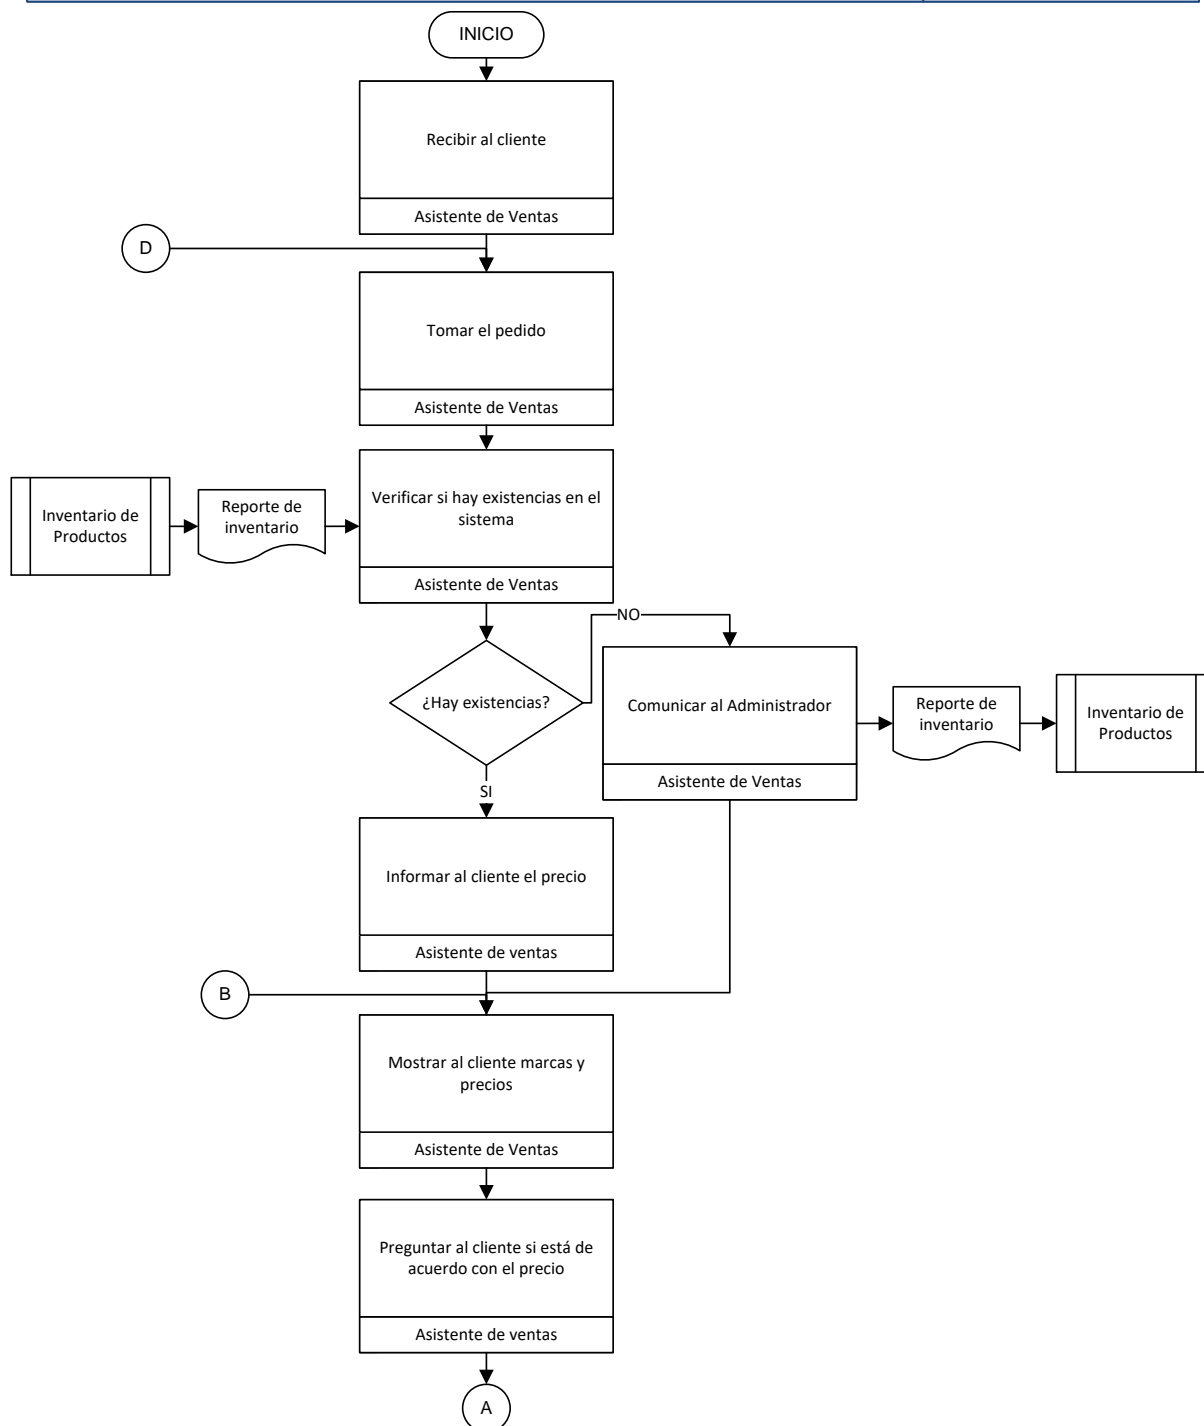 INICIO
Recibir al cliente
Asistente de Ventas
D
Tomar el pedido
Asistente de Ventas
Inventario de
Productos
Reporte de
inventario
Verificar si hay existencias en el
sistema
Asistente de Ventas
NO
¿Hay existencias?
Comunicar al Administrador
Asistente de Ventas
Reporte de
inventario
Inventario de
Productos
SI
Informar al cliente el precio
Asistente de ventas
B
Mostrar al cliente marcas y
precios
Asistente de Ventas
Preguntar al cliente si está de
acuerdo con el precio
Asistente de ventas
A